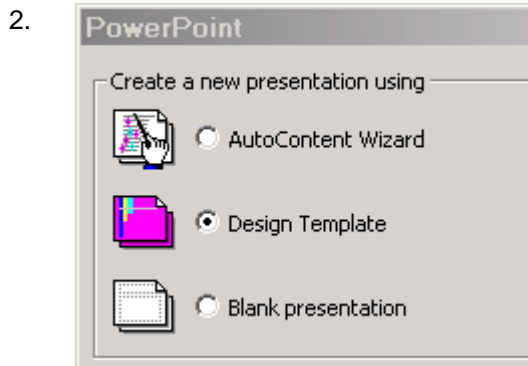 2.
PowerPoint
Create a new presentation using
AutoContent Wizard
Design Template
Blank presentation